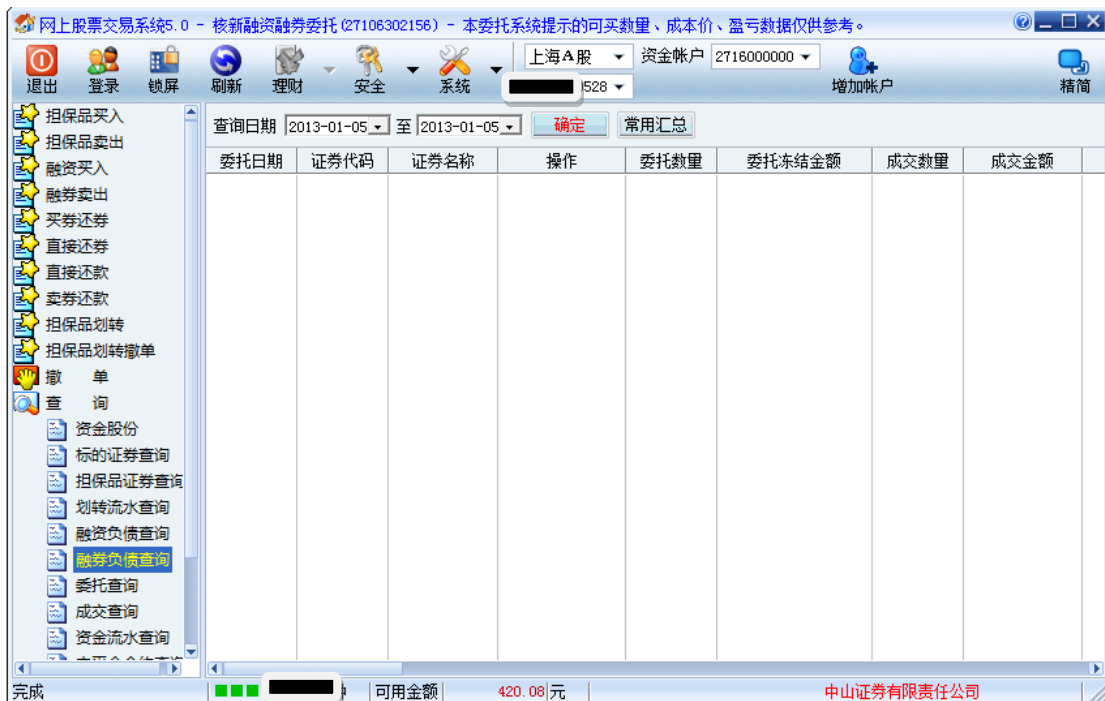 网上股票交易系统5.0 - 核新融资融券委托(27106302156) - 本委托系统提示的可买数量、成本价、盈亏数据仅供参考。
退出 登录 锁屏 刷新 理财 安全 系统 上海A股 资金帐户 2716000000 增加帐户 精简
528
担保品买入
担保品卖出
融资买入
融券卖出
买券还券
直接还券
直接还款
卖券还款
担保品划转
担保品划转撤单
撤 单
查 询
资金股份
标的证券查询
担保品证券查询
划转流水查询
融资负债查询
融券负债查询
委托查询
成交查询
资金流水查询
查询日期 2013-01-05 至 2013-01-05 确定 常用汇总
委托日期 证券代码 证券名称 操作 委托数量 委托冻结金额 成交数量 成交金额
完成 可用金额 420.08元 中山证券有限责任公司